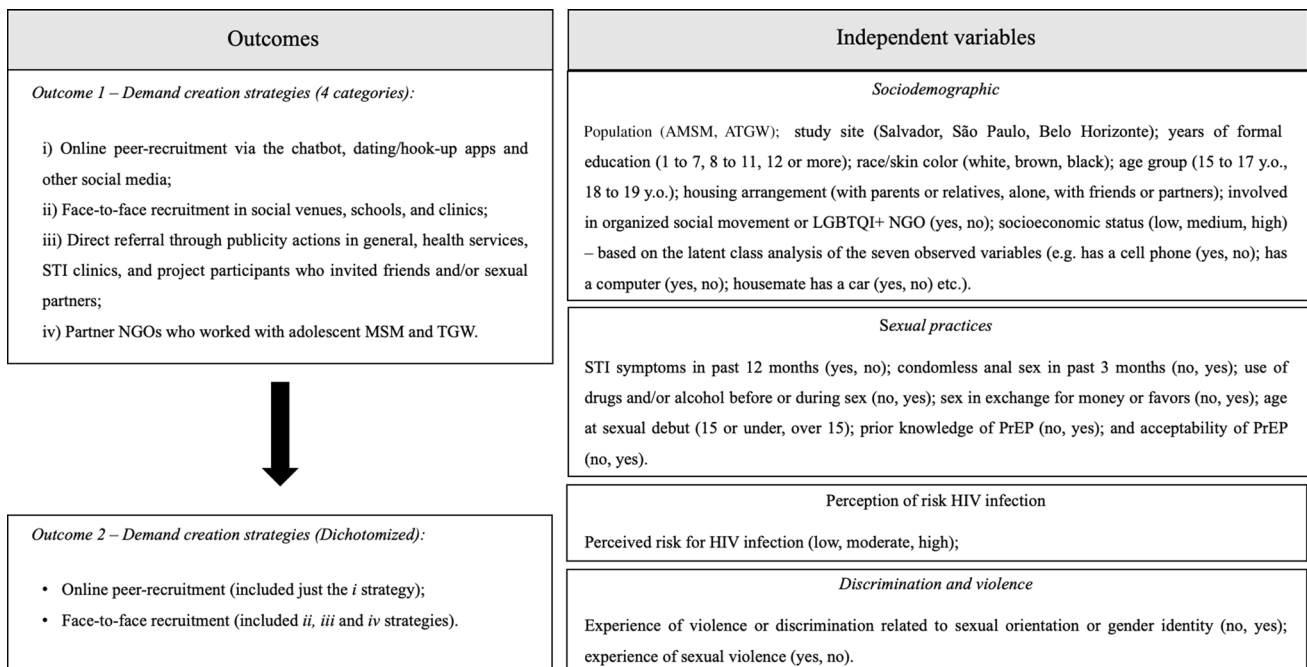 Outcomes
Outcome 1 – Demand creation strategies (4 categories):
i) Online peer-recruitment via the chatbot, dating/hook-up apps and
other social media;
ii) Face-to-face recruitment in social venues, schools, and clinics;
iii) Direct referral through publicity actions in general, health services,
STI clinics, and project participants who invited friends and/or sexual
partners;
iv) Partner NGOs who worked with adolescent MSM and TGW.
Outcome 2 – Demand creation strategies (Dichotomized):
• Online peer-recruitment (included just the i strategy);
• Face-to-face recruitment (included ii, iii and iv strategies).
Independent variables
Sociodemographic
Population (AMSM, ATGW); study site (Salvador, São Paulo, Belo Horizonte); years of formal
education (1 to 7, 8 to 11, 12 or more); race/skin color (white, brown, black); age group (15 to 17 y.o.,
18 to 19 y.o.); housing arrangement (with parents or relatives, alone, with friends or partners); involved
in organized social movement or LGBTQI+ NGO (yes, no); socioeconomic status (low, medium, high)
– based on the latent class analysis of the seven observed variables (e.g. has a cell phone (yes, no); has
a computer (yes, no); housemate has a car (yes, no) etc.).
Sexual practices
STI symptoms in past 12 months (yes, no); condomless anal sex in past 3 months (no, yes); use of
drugs and/or alcohol before or during sex (no, yes); sex in exchange for money or favors (no, yes); age
at sexual debut (15 or under, over 15); prior knowledge of PrEP (no, yes); and acceptability of PrEP
(no, yes).
Perception of risk HIV infection
Perceived risk for HIV infection (low, moderate, high);
Discrimination and violence
Experience of violence or discrimination related to sexual orientation or gender identity (no, yes);
experience of sexual violence (yes, no).